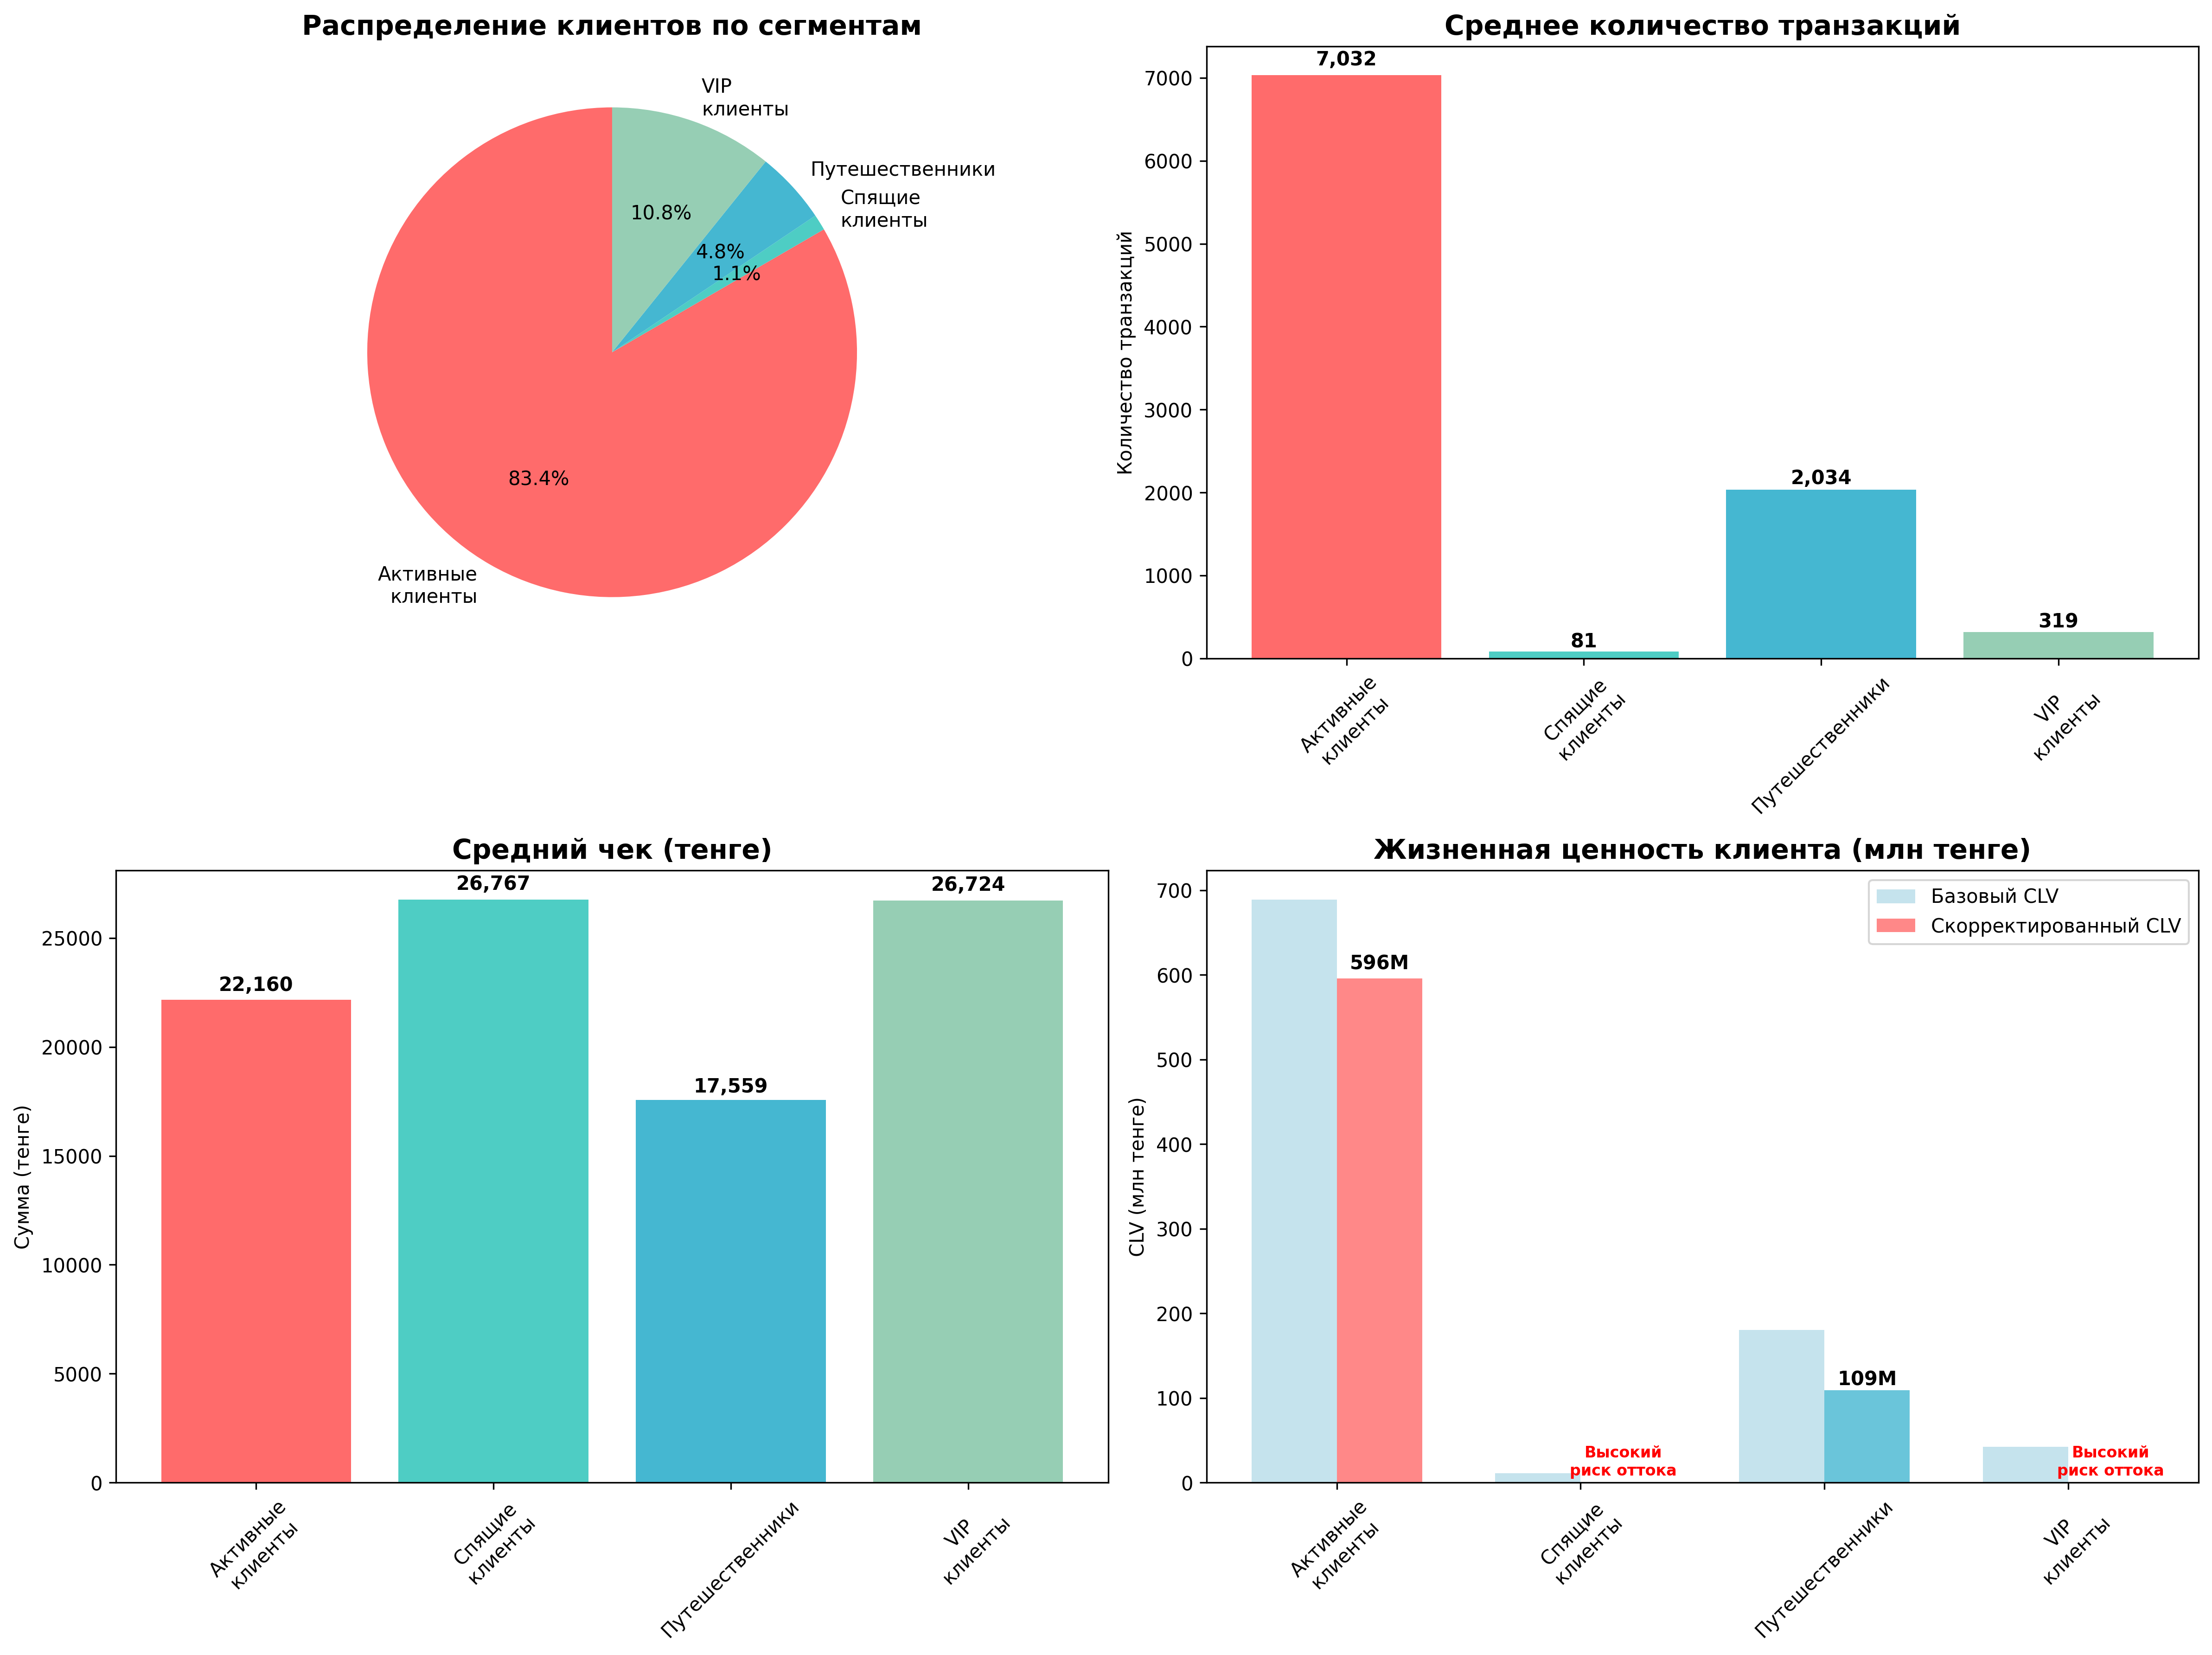 Распределение клиентов по сегментам
VIP
клиенты
Путешественники
Спящие
клиенты
10.8%
4.8%
1.1%
83.4%
Активные
клиенты
Среднее количество транзакций
Количество транзакций
7000
6000
5000
4000
3000
2000
1000
0
7,032
81
2,034
319
Активные
клиенты
Спящие
клиенты
Путешественники
VIP
клиенты
Средний чек (тенге)
Сумма (тенге)
25000
20000
15000
10000
5000
0
22,160
26,767
17,559
26,724
Активные
клиенты
Спящие
клиенты
Путешественники
VIP
клиенты
Жизненная ценность клиента (млн тенге)
CLV (млн тенге)
700
600
500
400
300
200
100
0
Базовый CLV
Скорректированный CLV
596M
Высокий
риск оттока
109M
Высокий
риск оттока
Активные
клиенты
Спящие
клиенты
Путешественники
VIP
клиенты